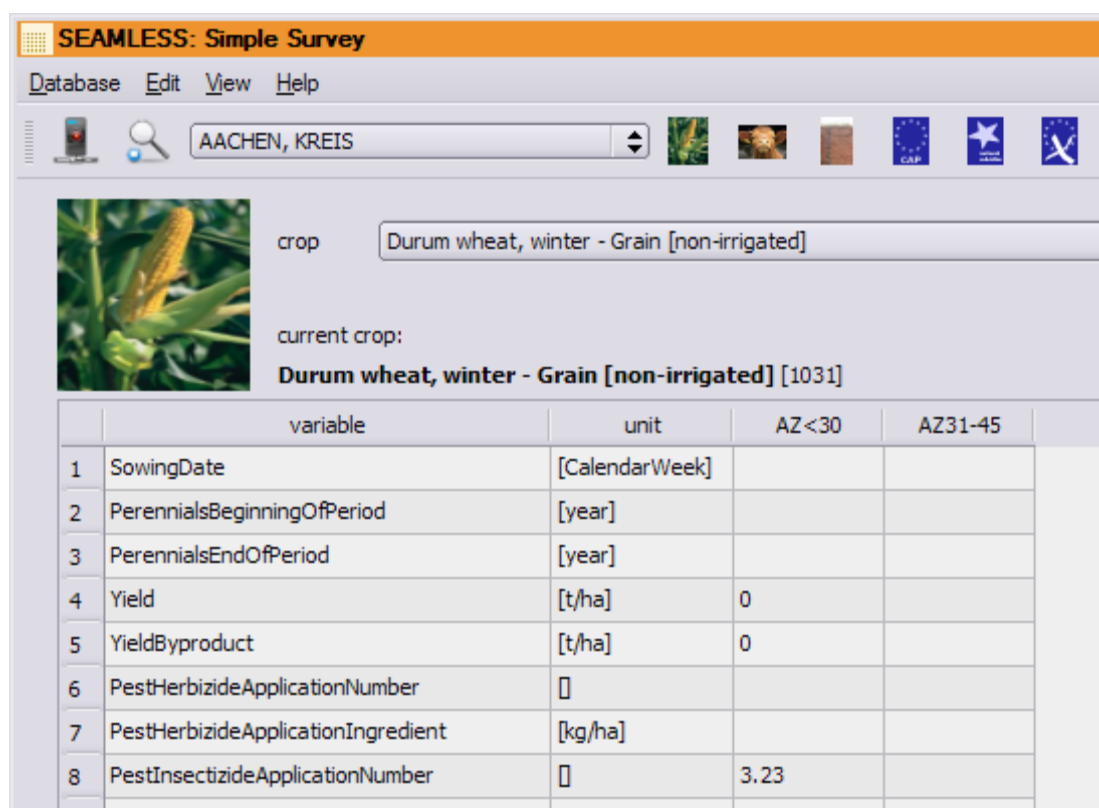 SEAMLESS: Simple Survey
Database Edit View Help
AACHEN, KREIS
CAP
crop Durum wheat, winter - Grain [non-irrigated]
current crop:
Durum wheat, winter - Grain [non-irrigated] [1031]
variable unit AZ<30 AZ31-45
1 SowingDate [CalendarWeek]
2 PerennialsBeginningOfPeriod [year]
3 PerennialsEndOfPeriod [year]
4 Yield [t/ha] 0
5 YieldByproduct [t/ha] 0
6 PestHerbizideApplicationNumber []
7 PestHerbizideApplicationIngredient [kg/ha]
8 PestInsectizideApplicationNumber [] 3.23